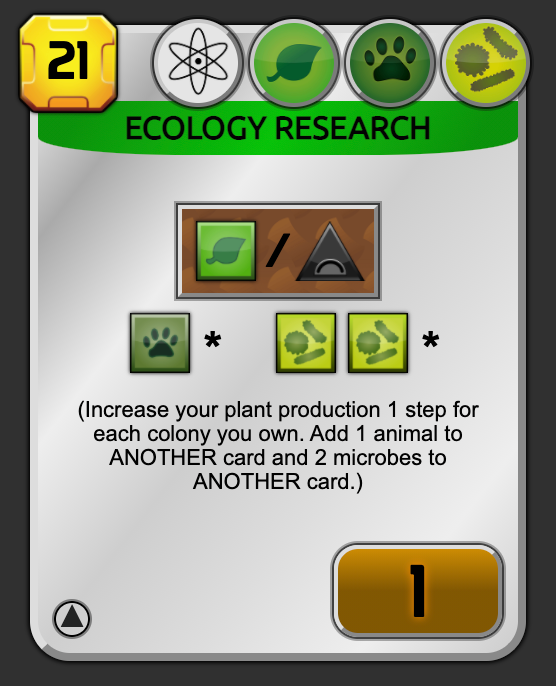 21
ECOLOGY RESEARCH
/
* *
(Increase your plant production 1 step for
each colony you own. Add 1 animal to
ANOTHER card and 2 microbes to
ANOTHER card.)
1